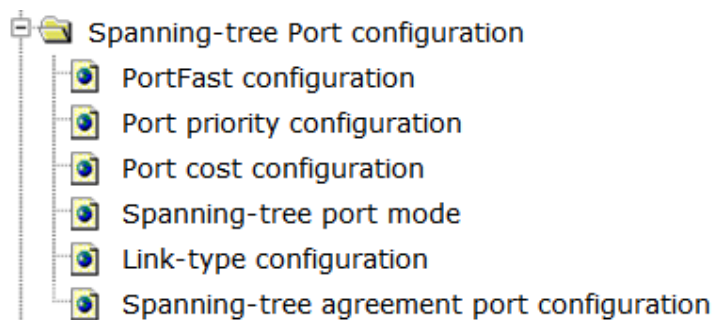 Spanning-tree Port configuration
PortFast configuration
Port priority configuration
Port cost configuration
Spanning-tree port mode
Link-type configuration
Spanning-tree agreement port configuration